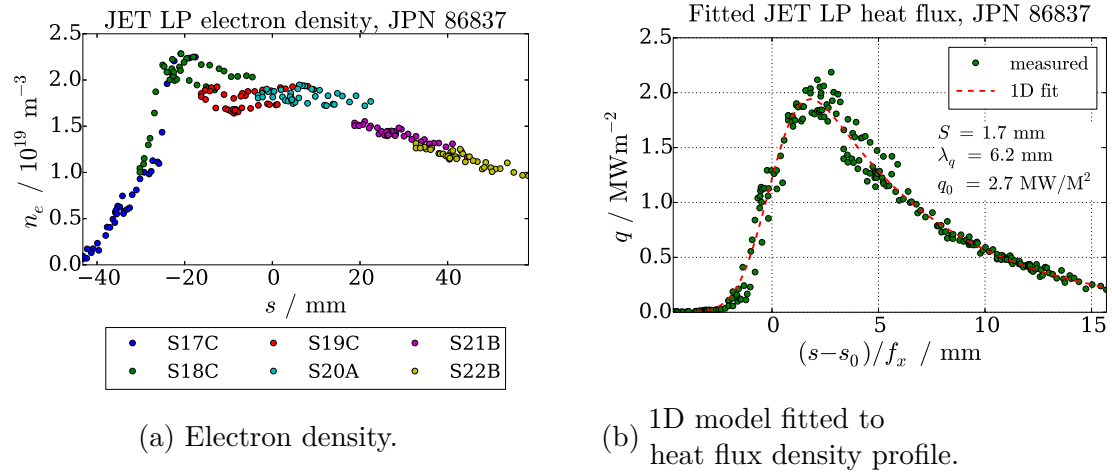 JET LP electron density, JPN 86837
2.5
2.0
1.5
1.0
0.5
0.0
n_e / 10^19 m^−3
−40 −20 0 20 40
s / mm
S17C S19C S21B
S18C S20A S22B
(a) Electron density.
Fitted JET LP heat flux, JPN 86837
2.5
2.0
1.5
1.0
0.5
0.0
q / MWm^−2
measured
1D fit
S = 1.7 mm
λ_q = 6.2 mm
q_0 = 2.7 MW/M²
0 5 10 15
(s−s_0)/f_x / mm
(b) 1D model fitted to
heat flux density profile.